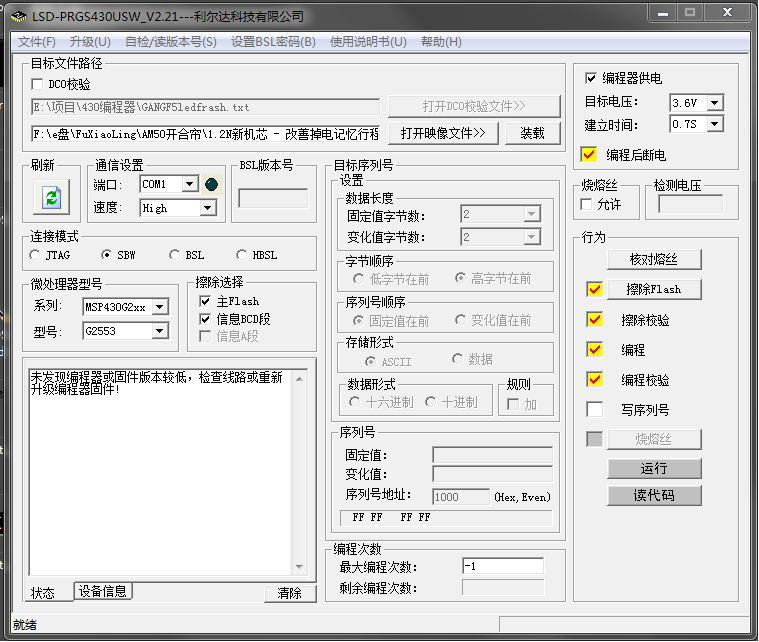 LSD-PRGS430USW_V2.21---利尔达科技有限公司
文件(F) 升级(U) 自检/读版本号(S) 设置BSL密码(B) 使用说明书(U) 帮助(H)
目标文件路径
DCO校验
E:\项目\430编程器\GANGF5ledfrash.txt
打开DCO校验文件>>
F:\e盘\FuXiaoLing\AM50开合帘\1.2N新机芯 - 改善掉电记忆行程
打开映像文件>>
装载
编程器供电
目标电压: 3.6V
建立时间: 0.7S
编程后断电
刷新
通信设置
端口: COM1
速度: High
BSL版本号
连接模式
JTAG SBW BSL HBSL
微处理器型号
系列: MSP430G2xx
型号: G2553
擦除选择
主Flash
信息BCD段
信息A段
未发现编程器或固件版本较低，检查线路或重新
升级编程器固件!
状态 设备信息 清除
目标序列号
设置
数据长度
固定值字节数: 2
变化值字节数: 2
字节顺序
低字节在前 高字节在前
序列号顺序
固定值在前 变化值在前
存储形式
ASCII 数据
数据形式
十六进制 十进制
规则
加
序列号
固定值:
变化值:
序列号地址: 1000 (Hex,Even)
FF FF FF FF
编程次数
最大编程次数: -1
剩余编程次数:
烧熔丝
允许
检测电压
行为
核对熔丝
擦除Flash
擦除校验
编程
编程校验
写序列号
烧熔丝
运行
读代码
就绪